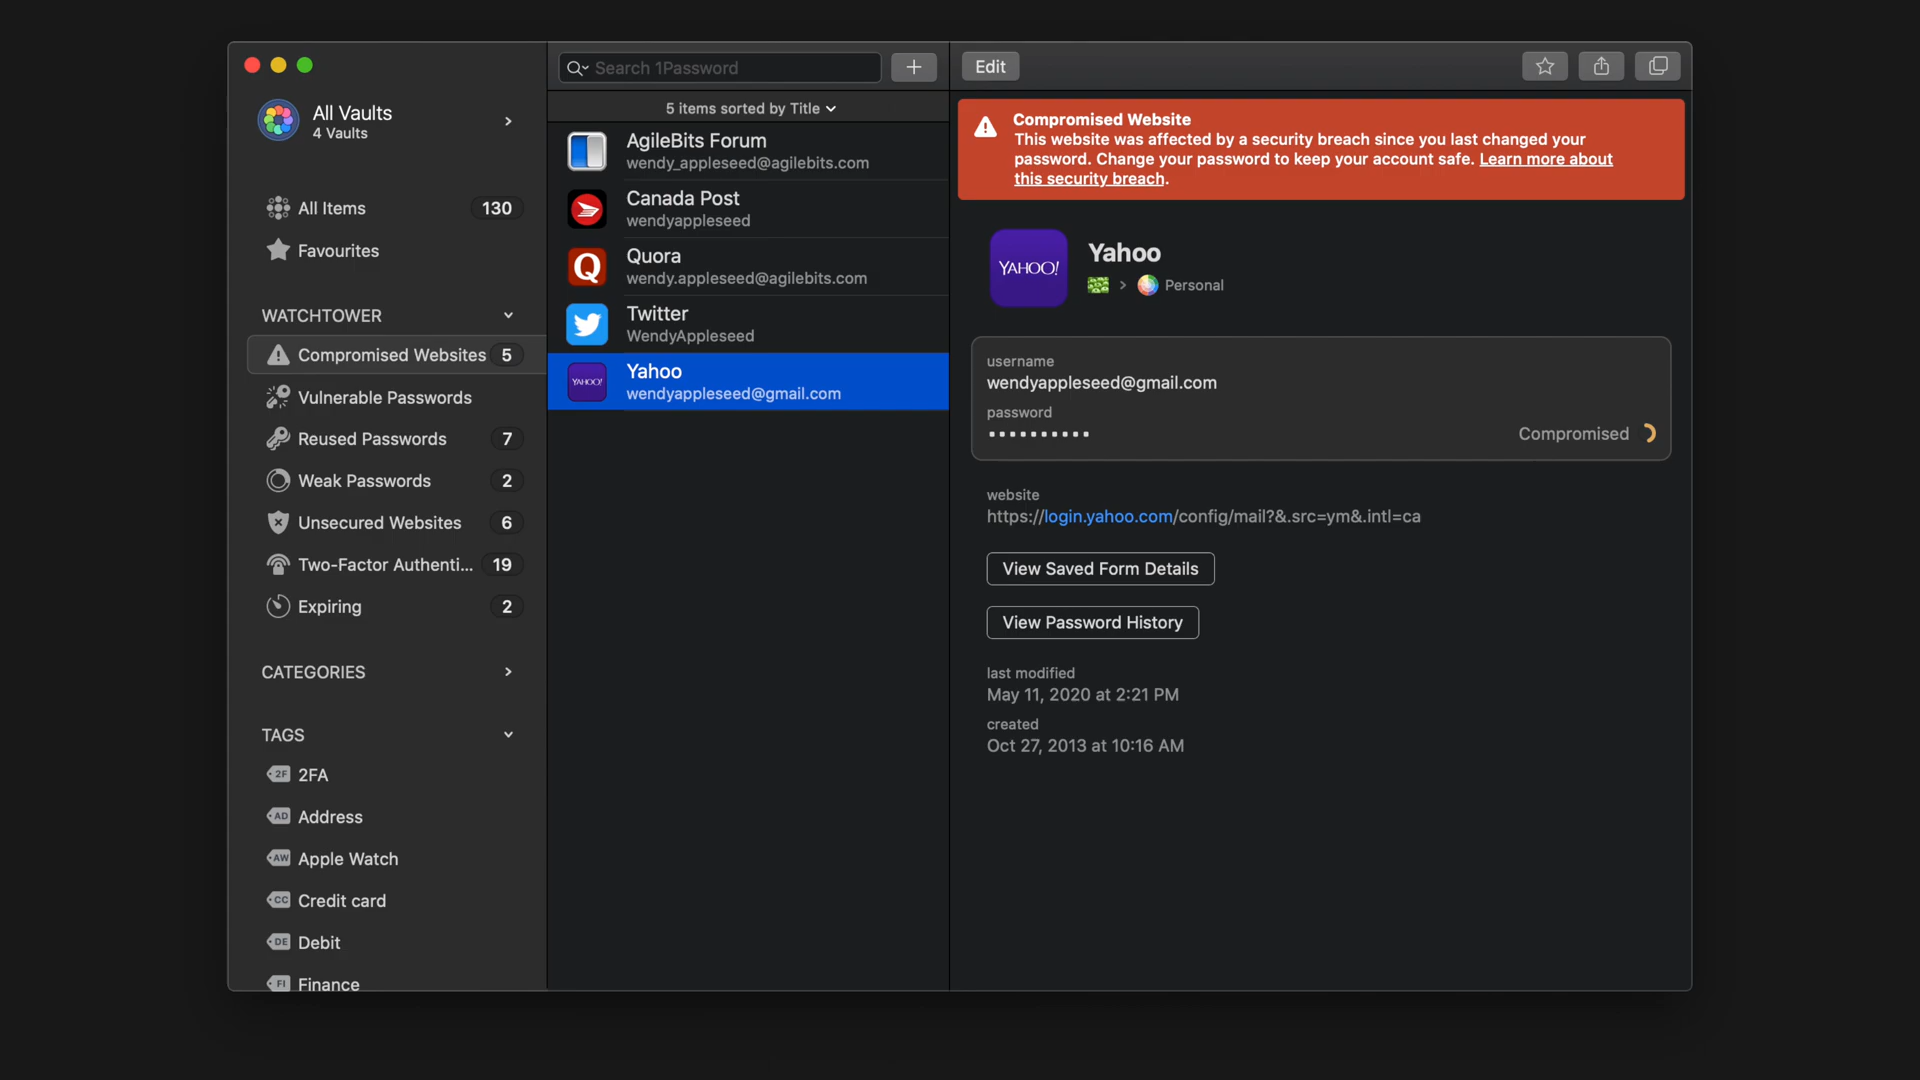 All Vaults
4 Vaults
All Items 130
Favourites
WATCHTOWER
Compromised Websites 5
Vulnerable Passwords
Reused Passwords 7
Weak Passwords 2
Unsecured Websites 6
Two-Factor Authenti... 19
Expiring 2
CATEGORIES
TAGS
2F 2FA
AD Address
AW Apple Watch
CC Credit card
DE Debit
FI Finance
Search 1Password
5 items sorted by Title
AgileBits Forum
wendy_appleseed@agilebits.com
Canada Post
wendyappleseed
Q Quora
wendy.appleseed@agilebits.com
Twitter
WendyAppleseed
YAHOO! Yahoo
wendyappleseed@gmail.com
Edit
Compromised Website
This website was affected by a security breach since you last changed your
password. Change your password to keep your account safe. Learn more about
this security breach.
YAHOO! Yahoo
Personal
username
wendyappleseed@gmail.com
password
•••••••••• Compromised
website
https://login.yahoo.com/config/mail?&.src=ym&.intl=ca
View Saved Form Details
View Password History
last modified
May 11, 2020 at 2:21 PM
created
Oct 27, 2013 at 10:16 AM